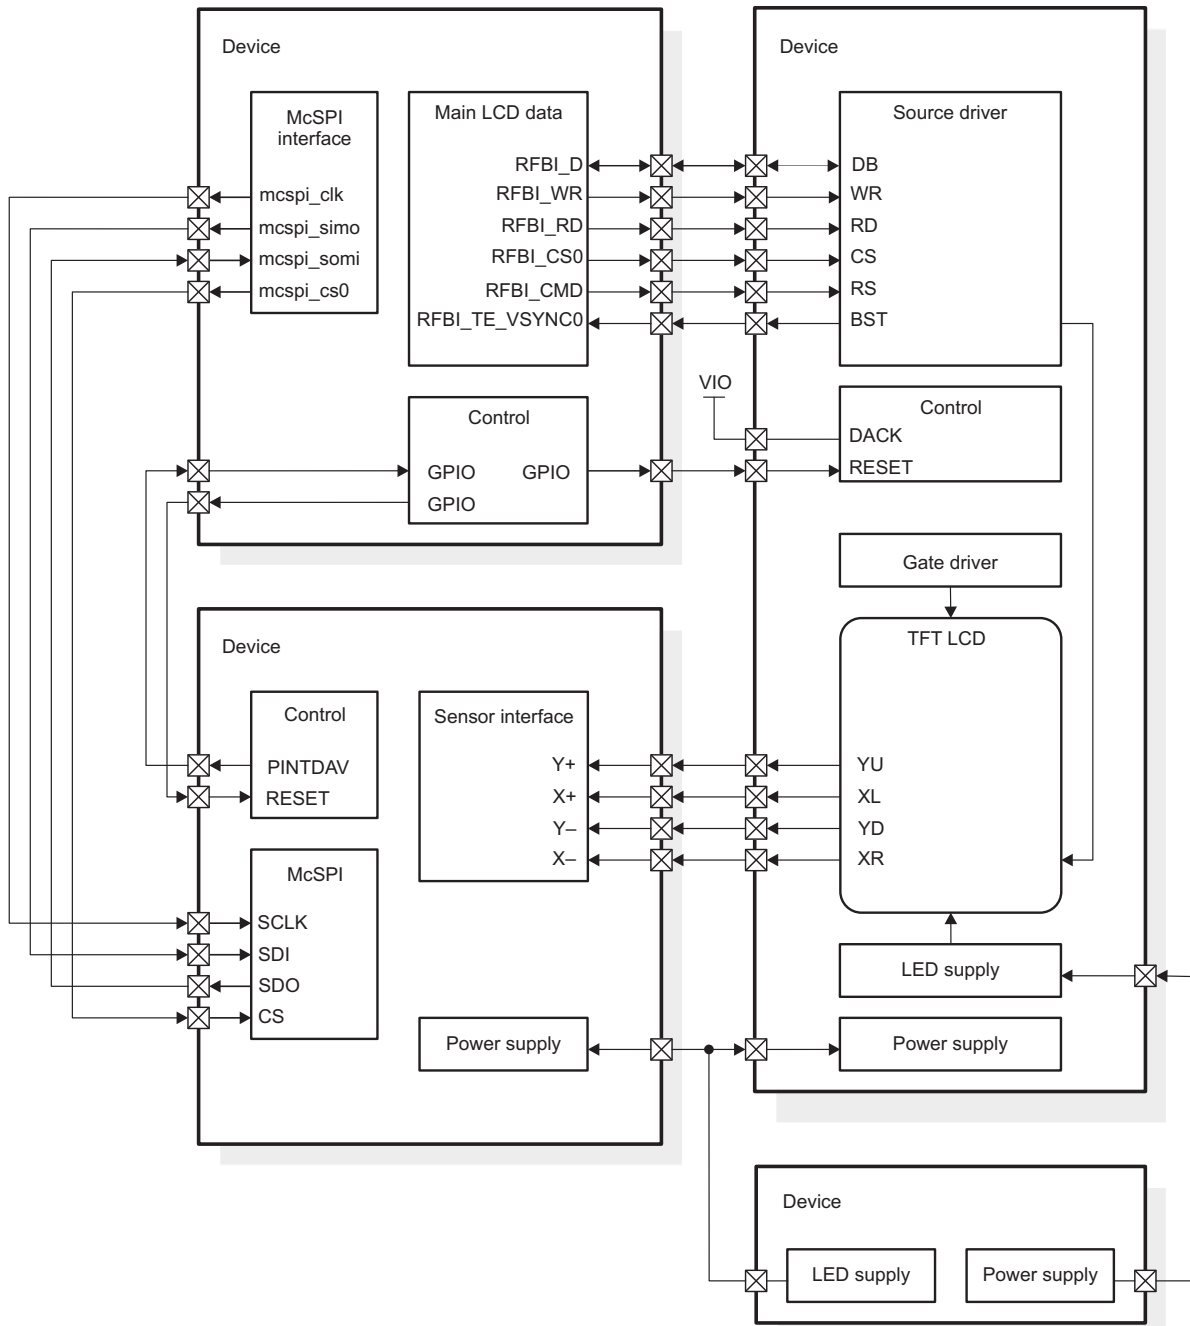 Device
McSPI
interface
mcspi_clk
mcspi_simo
mcspi_somi
mcspi_cs0
Main LCD data
RFBI_D
RFBI_WR
RFBI_RD
RFBI_CS0
RFBI_CMD
RFBI_TE_VSYNC0
Control
GPIO GPIO
GPIO
Device
Source driver
DB
WR
RD
CS
RS
BST
VIO
Control
DACK
RESET
Gate driver
TFT LCD
YU
XL
YD
XR
LED supply
Power supply
Device
Control
PINTDAV
RESET
Sensor interface
Y+
X+
Y–
X–
McSPI
SCLK
SDI
SDO
CS
Power supply
Device
LED supply
Power supply